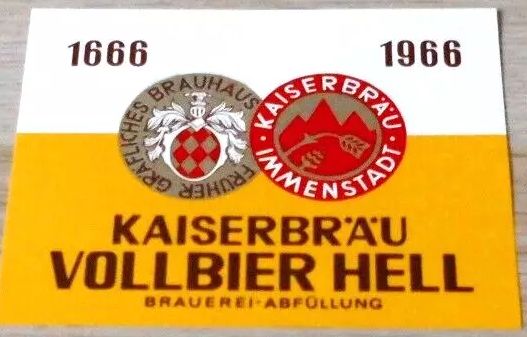 1666 1966
FRÜHER GRÄFLICHES BRAUHAUS
· KAISERBRÄU ·
IMMENSTADT
KAISERBRÄU
VOLLBIER HELL
BRAUEREI-ABFÜLLUNG